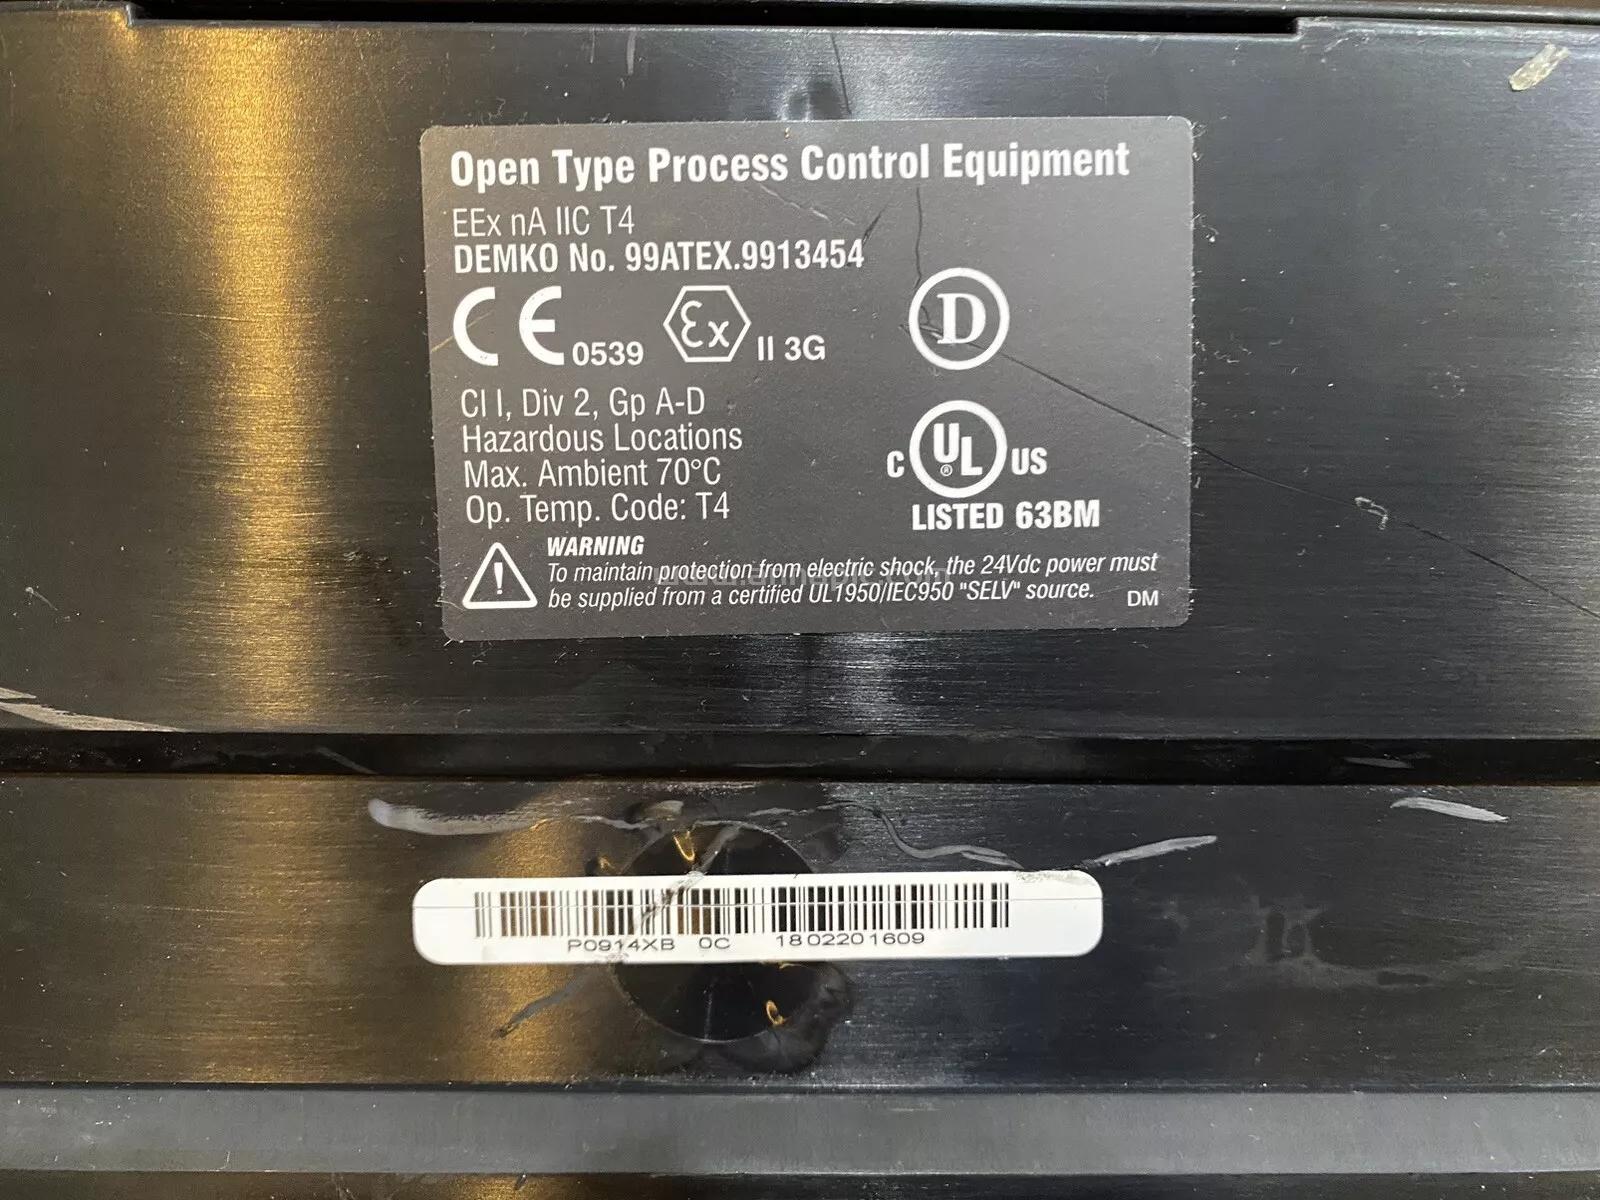 Open Type Process Control Equipment
EEx nA IIC T4
DEMKO No. 99ATEX.9913454
CE 0539 Ex II 3G D
Cl I, Div 2, Gp A-D
Hazardous Locations
Max. Ambient 70°C
Op. Temp. Code: T4
C UL ® US
LISTED 63BM
WARNING
To maintain protection from electric shock, the 24Vdc power must
be supplied from a certified UL1950/IEC950 "SELV" source.
DM
P0914XB 0C 1802201609